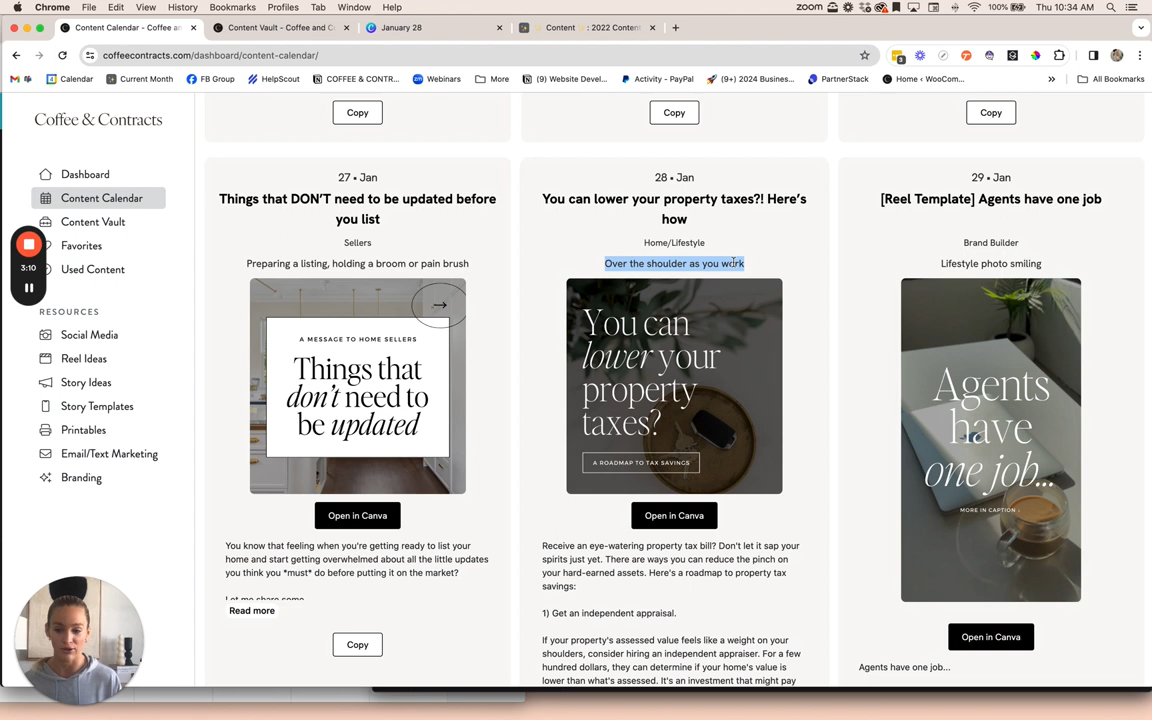 Chrome File Edit View History Bookmarks Profiles Tab Window Help
zoom 100% Thu Jan 10:34 AM
Content Calendar - Coffee an
Content Vault - Coffee and C
January 28
Content : 2022 Conten
coffeecontracts.com/dashboard/content-calendar/
Calendar
Current Month
FB Group
HelpScout
COFFEE & CONTR...
Webinars
More
(9) Website Devel...
Activity - PayPal
(9+) 2024 Business...
PartnerStack
Home ‹ WooCom...
All Bookmarks
Coffee & Contracts
Dashboard
Content Calendar
Content Vault
Favorites
Used Content
RESOURCES
Social Media
Reel Ideas
Story Ideas
Story Templates
Printables
Email/Text Marketing
Branding
3:10
Copy
Copy
Copy
27 • Jan
Things that DON'T need to be updated before
you list
Sellers
Preparing a listing, holding a broom or pain brush
A MESSAGE TO HOME SELLERS
Things that
don't need to
be updated
Open in Canva
You know that feeling when you're getting ready to list your
home and start getting overwhelmed about all the little updates
you think you *must* do before putting it on the market?
Let me share some
Read more
Copy
28 • Jan
You can lower your property taxes?! Here's
how
Home/Lifestyle
Over the shoulder as you work
You can
lower your
property
taxes?
A ROADMAP TO TAX SAVINGS
Open in Canva
Receive an eye-watering property tax bill? Don't let it sap your
spirits just yet. There are ways you can reduce the pinch on
your hard-earned assets. Here's a roadmap to property tax
savings:
1) Get an independent appraisal.
If your property's assessed value feels like a weight on your
shoulders, consider hiring an independent appraiser. For a few
hundred dollars, they can determine if your home's value is
lower than what's assessed. It's an investment that might pay
29 • Jan
[Reel Template] Agents have one job
Brand Builder
Lifestyle photo smiling
Agents
have
one job...
MORE IN CAPTION ↓
Open in Canva
Agents have one job...